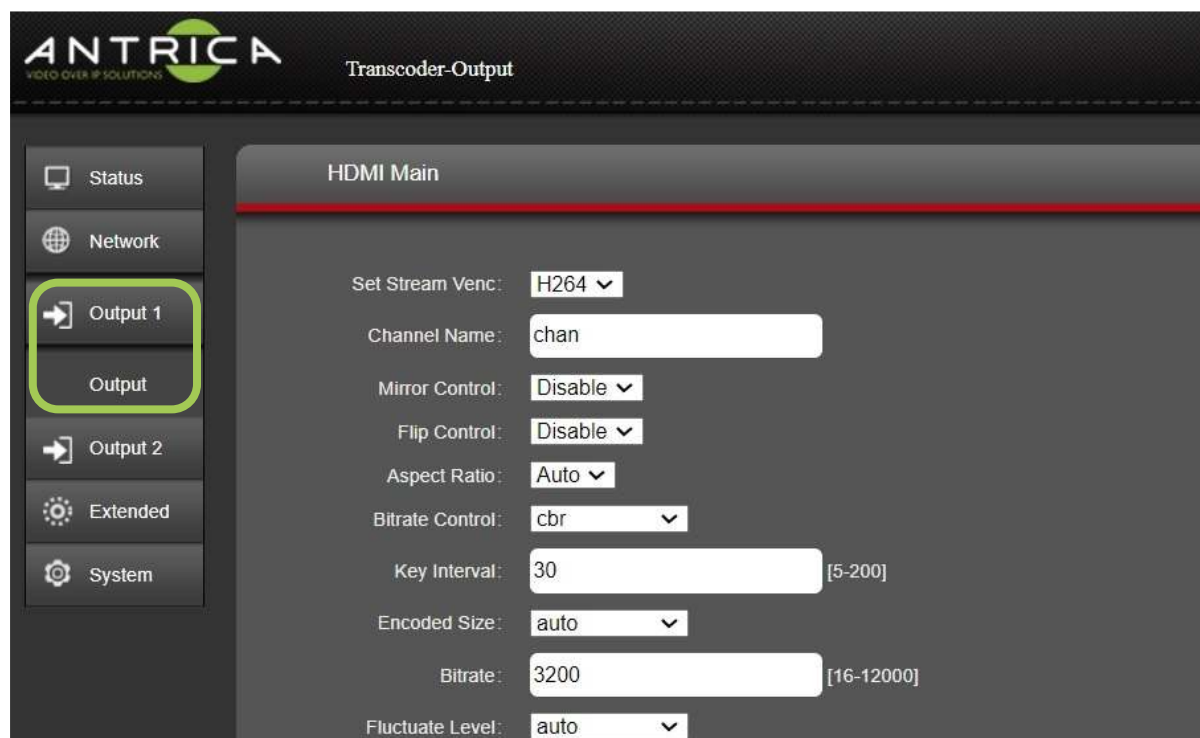 ANTRICA
VIDEO OVER IP SOLUTIONS
Transcoder-Output
Status
Network
Output 1
Output
Output 2
Extended
System
HDMI Main
Set Stream Venc: H264
Channel Name: chan
Mirror Control: Disable
Flip Control: Disable
Aspect Ratio: Auto
Bitrate Control: cbr
Key Interval: 30 [5-200]
Encoded Size: auto
Bitrate: 3200 [16-12000]
Fluctuate Level: auto